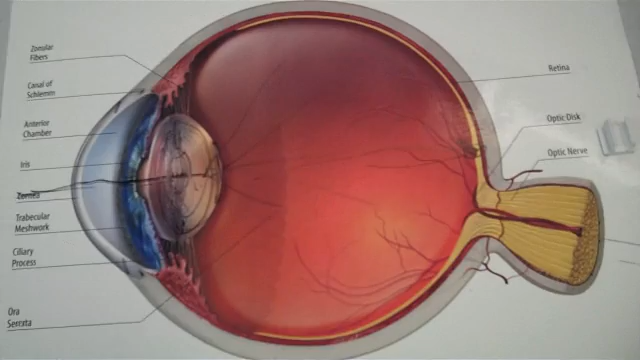 Zonular
Fibers
Canal of
Schlemm
Anterior
Chamber
Iris
Cornea
Trabecular
Meshwork
Ciliary
Process
Ora
Serrata
Retina
Optic Disk
Optic Nerve